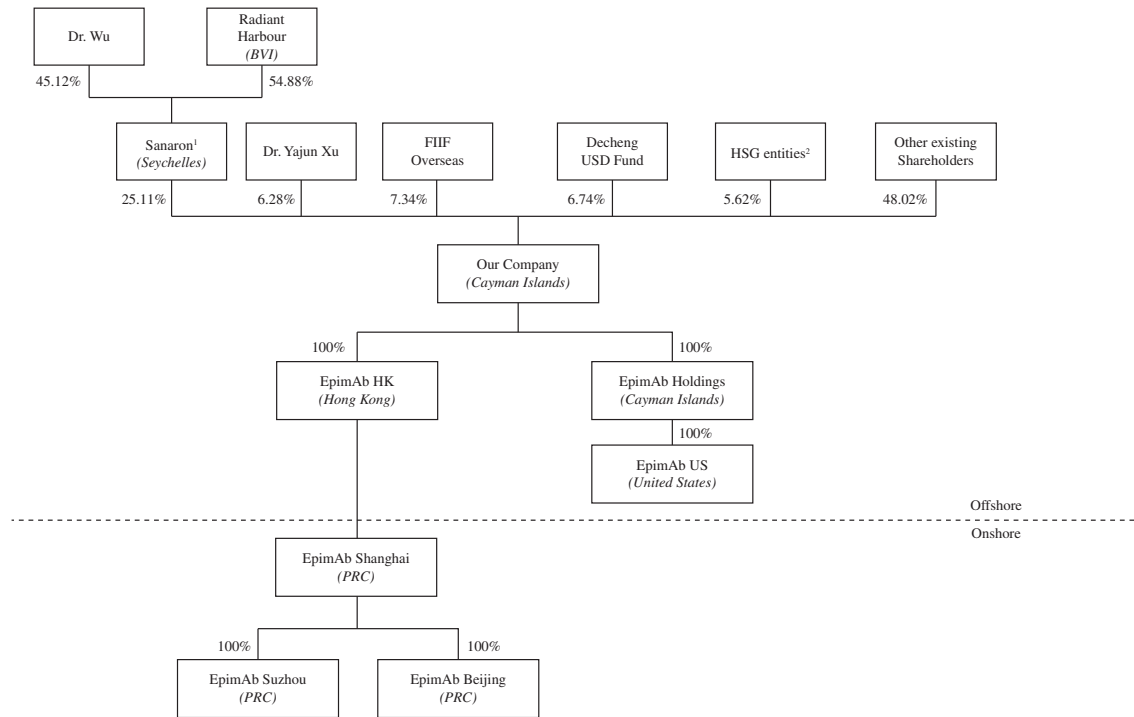 Dr. Wu
Radiant
Harbour
(BVI)
45.12%
54.88%
Sanaron¹
(Seychelles)
Dr. Yajun Xu
FIIF
Overseas
Decheng
USD Fund
HSG entities²
Other existing
Shareholders
25.11%
6.28%
7.34%
6.74%
5.62%
48.02%
Our Company
(Cayman Islands)
100%
100%
EpimAb HK
(Hong Kong)
EpimAb Holdings
(Cayman Islands)
100%
EpimAb US
(United States)
Offshore
Onshore
EpimAb Shanghai
(PRC)
100%
100%
EpimAb Suzhou
(PRC)
EpimAb Beijing
(PRC)